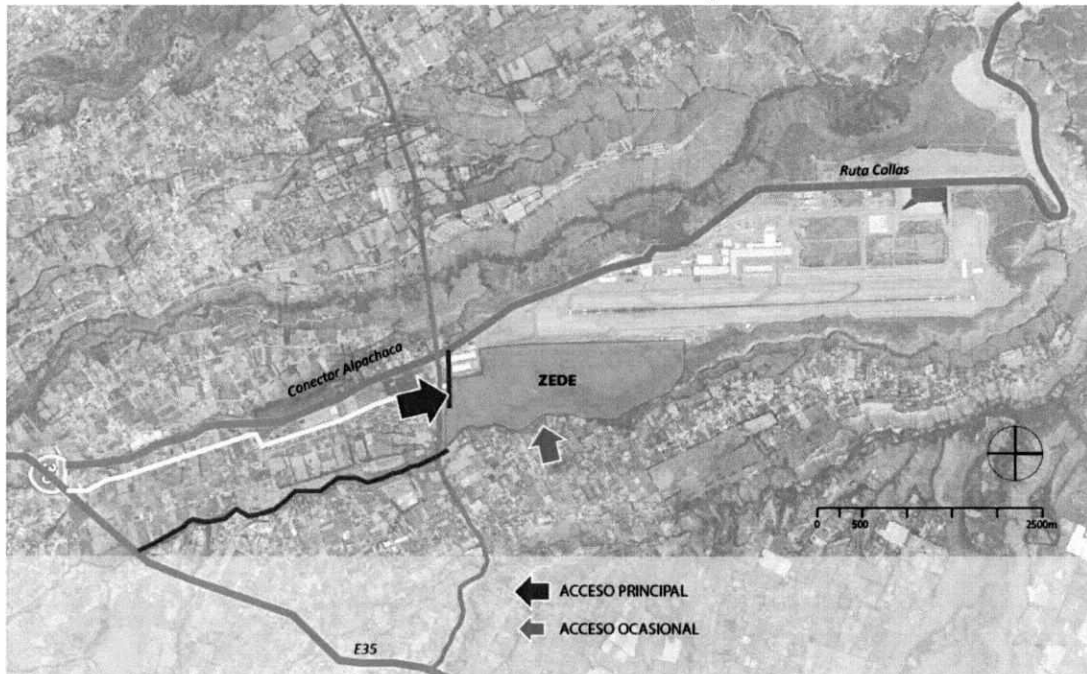 Ruta Collas
Conector Alpachaca
ZEDE
0 500 2500m
ACCESO PRINCIPAL
ACCESO OCASIONAL
E35